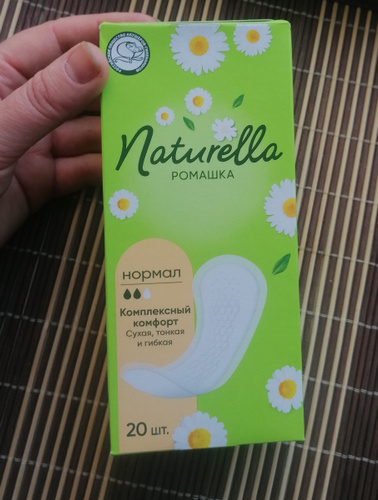 Naturella
РОМАШКА
нормал
Комплексный
комфорт
Сухая, тонкая
и гибкая
20 шт.